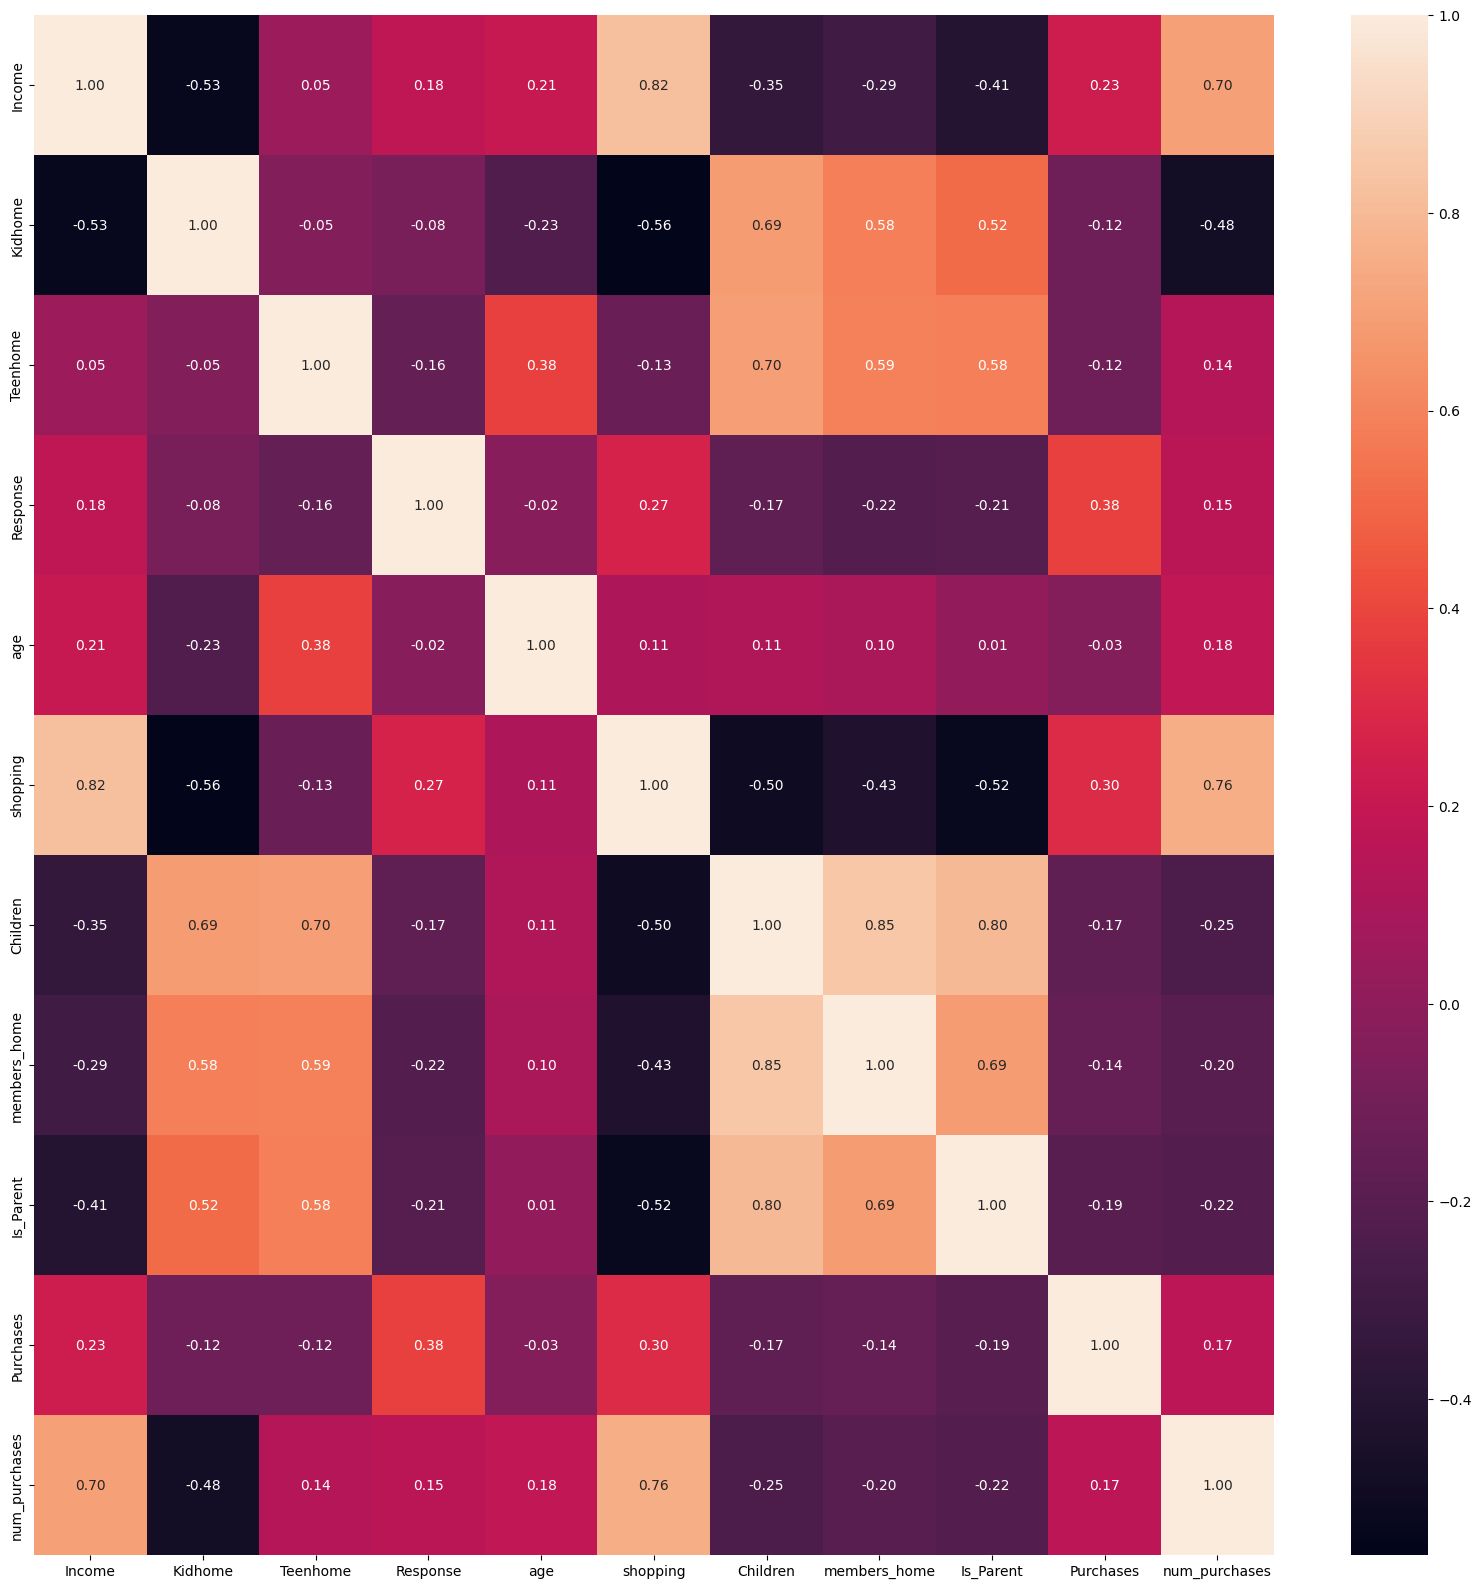 Income 1.00 -0.53 0.05 0.18 0.21 0.82 -0.35 -0.29 -0.41 0.23 0.70
Kidhome -0.53 1.00 -0.05 -0.08 -0.23 -0.56 0.69 0.58 0.52 -0.12 -0.48
Teenhome 0.05 -0.05 1.00 -0.16 0.38 -0.13 0.70 0.59 0.58 -0.12 0.14
Response 0.18 -0.08 -0.16 1.00 -0.02 0.27 -0.17 -0.22 -0.21 0.38 0.15
age 0.21 -0.23 0.38 -0.02 1.00 0.11 0.11 0.10 0.01 -0.03 0.18
shopping 0.82 -0.56 -0.13 0.27 0.11 1.00 -0.50 -0.43 -0.52 0.30 0.76
Children -0.35 0.69 0.70 -0.17 0.11 -0.50 1.00 0.85 0.80 -0.17 -0.25
members_home -0.29 0.58 0.59 -0.22 0.10 -0.43 0.85 1.00 0.69 -0.14 -0.20
Is_Parent -0.41 0.52 0.58 -0.21 0.01 -0.52 0.80 0.69 1.00 -0.19 -0.22
Purchases 0.23 -0.12 -0.12 0.38 -0.03 0.30 -0.17 -0.14 -0.19 1.00 0.17
num_purchases 0.70 -0.48 0.14 0.15 0.18 0.76 -0.25 -0.20 -0.22 0.17 1.00
Income Kidhome Teenhome Response age shopping Children members_home Is_Parent Purchases num_purchases
1.0
0.8
0.6
0.4
0.2
0.0
−0.2
−0.4